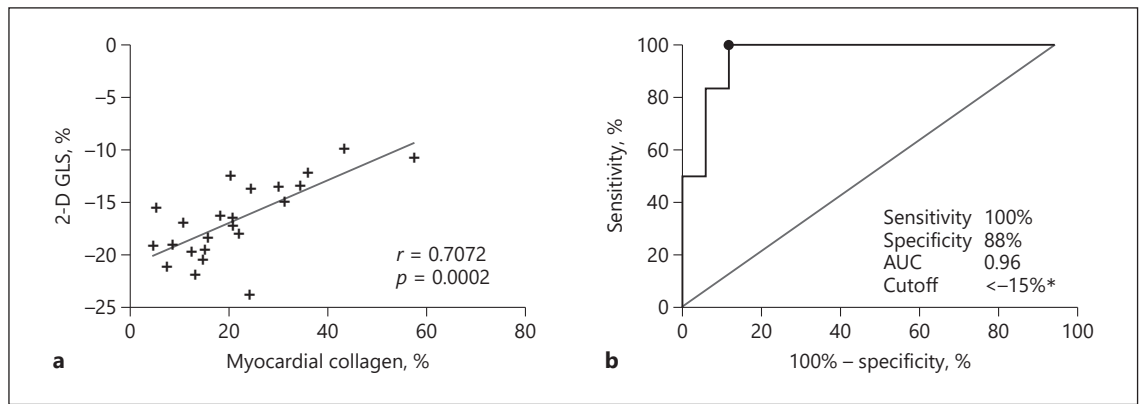 0
–5
–10
–15
–20
–25
2-D GLS, %
r = 0.7072
p = 0.0002
0 20 40 60 80
Myocardial collagen, %
a
100
80
60
40
20
0
Sensitivity, %
Sensitivity 100%
Specificity 88%
AUC 0.96
Cutoff <–15%*
0 20 40 60 80 100
100% – specificity, %
b